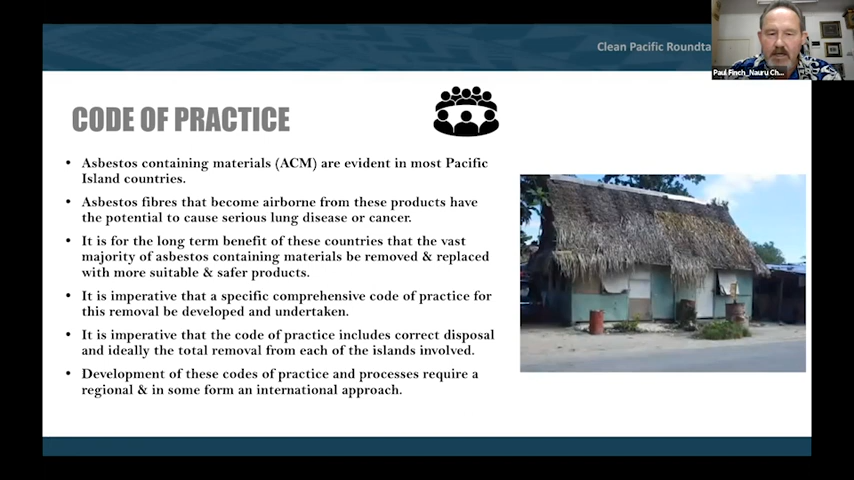 Clean Pacific Roundta
Paul Finch_Nauru Ch...
CODE OF PRACTICE
• Asbestos containing materials (ACM) are evident in most Pacific
Island countries.
• Asbestos fibres that become airborne from these products have
the potential to cause serious lung disease or cancer.
• It is for the long term benefit of these countries that the vast
majority of asbestos containing materials be removed & replaced
with more suitable & safer products.
• It is imperative that a specific comprehensive code of practice for
this removal be developed and undertaken.
• It is imperative that the code of practice includes correct disposal
and ideally the total removal from each of the islands involved.
• Development of these codes of practice and processes require a
regional & in some form an international approach.